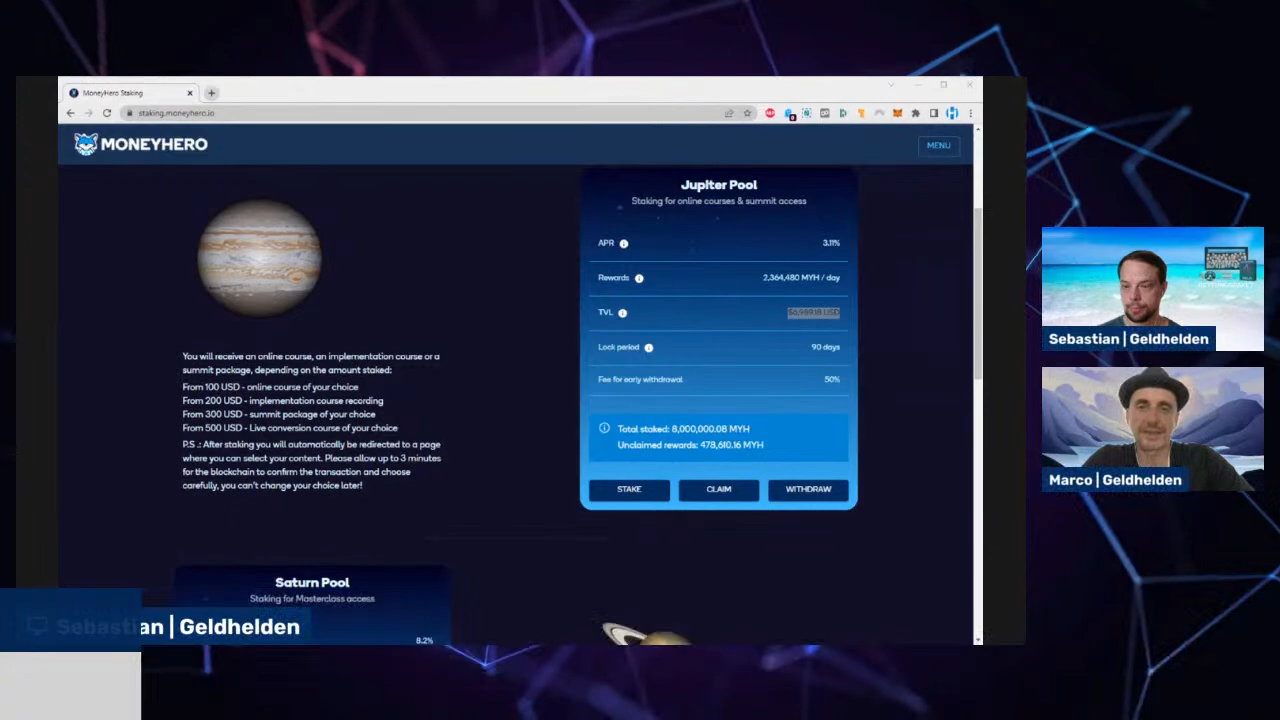 MoneyHero Staking
staking.moneyhero.io
MONEYHERO
MENU
Jupiter Pool
Staking for online courses & summit access
APR 3.11%
Rewards 2,364,480 MYH / day
TVL USD
Lock period 90 days
Fee for early withdrawal 50%
Total staked: 8,000,000.08 MYH
Unclaimed rewards: 478,610.16 MYH
STAKE CLAIM WITHDRAW
You will receive an online course, an implementation course or a
summit package, depending on the amount staked:
From 100 USD - online course of your choice
From 200 USD - implementation course recording
From 300 USD - summit package of your choice
From 500 USD - Live conversion course of your choice
P.S .: After staking you will automatically be redirected to a page
where you can select your content. Please allow up to 3 minutes
for the blockchain to confirm the transaction and choose
carefully, you can't change your choice later!
Saturn Pool
Staking for Masterclass access
8.2%
Sebastian | Geldhelden
Marco | Geldhelden
Sebastian | Geldhelden